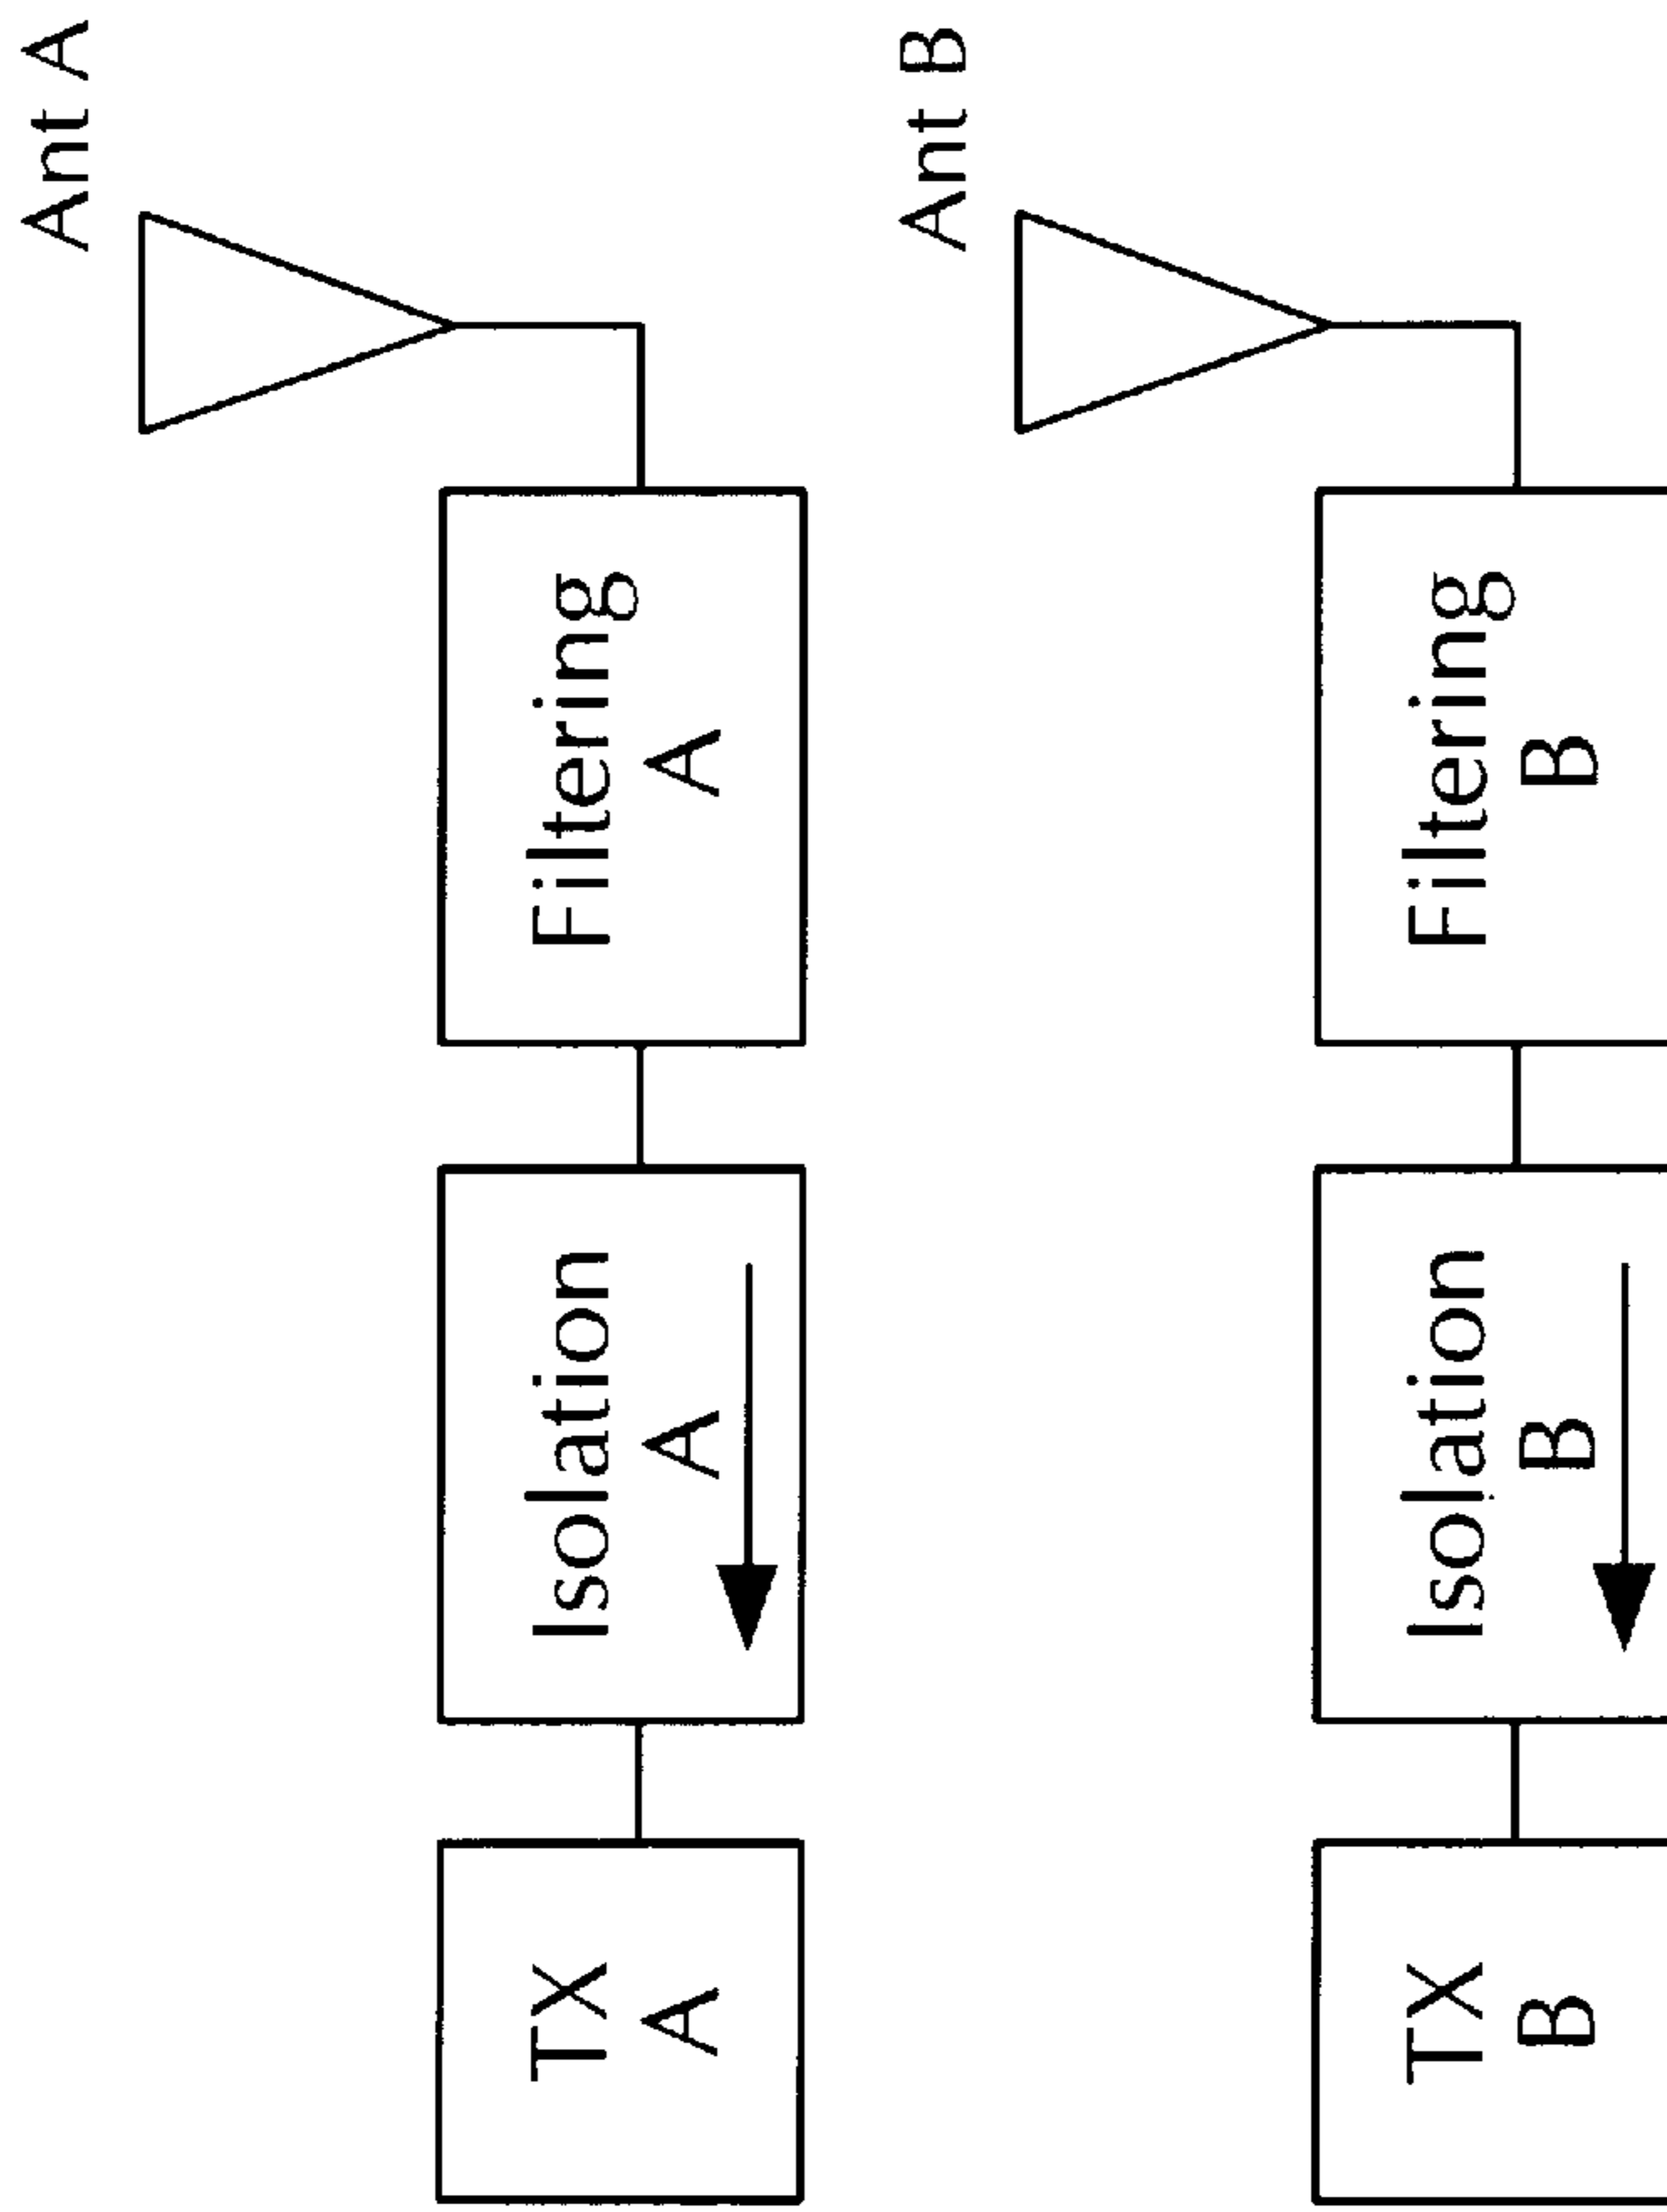 Ant A
Filtering
A
Isolation
A
TX
A
Ant B
Filtering
B
Isolation
B
TX
B